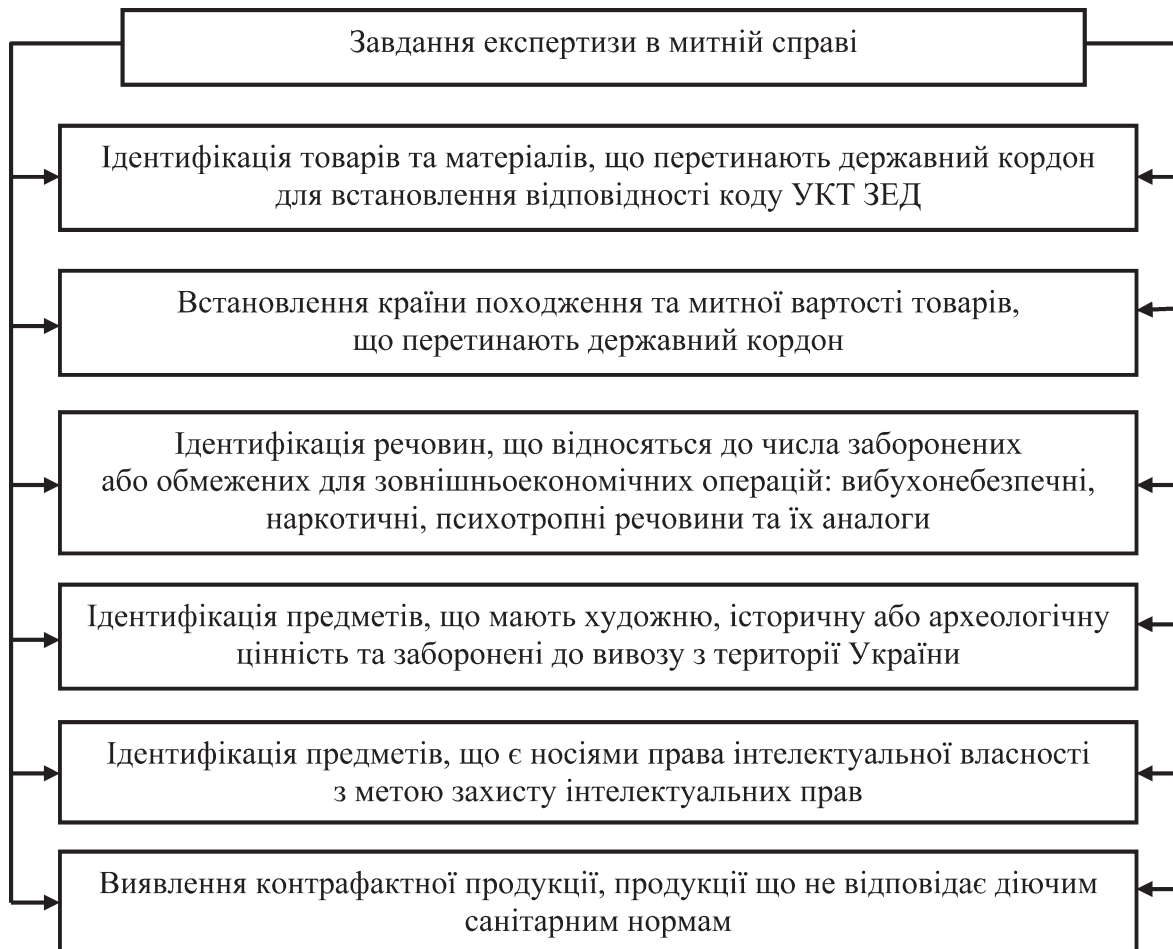 Завдання експертизи в митній справі
Ідентифікація товарів та матеріалів, що перетинають державний кордон
для встановлення відповідності коду УКТ ЗЕД
Встановлення країни походження та митної вартості товарів,
що перетинають державний кордон
Ідентифікація речовин, що відносяться до числа заборонених
або обмежених для зовнішньоекономічних операцій: вибухонебезпечні,
наркотичні, психотропні речовини та їх аналоги
Ідентифікація предметів, що мають художню, історичну або археологічну
цінність та заборонені до вивозу з території України
Ідентифікація предметів, що є носіями права інтелектуальної власності
з метою захисту інтелектуальних прав
Виявлення контрафактної продукції, продукції що не відповідає діючим
санітарним нормам